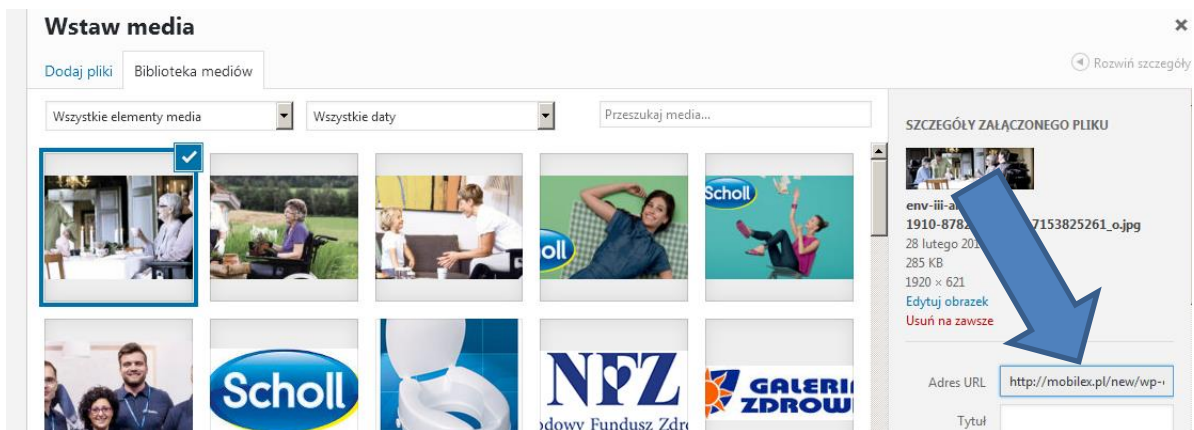 Wstaw media
Dodaj pliki
Biblioteka mediów
Rozwiń szczegóły
Wszystkie elementy media
Wszystkie daty
Przeszukaj media...
SZCZEGÓŁY ZAŁĄCZONEGO PLIKU
Scholl
oll
env-iii-a
1910-878 7153825261_o.jpg
28 lutego 201
285 KB
1920 × 621
Edytuj obrazek
Usuń na zawsze
Adres URL
http://mobilex.pl/new/wp-
Tytuł
Scholl
NFZ
odowy Fundusz Zdr
GALERI
ZDROW